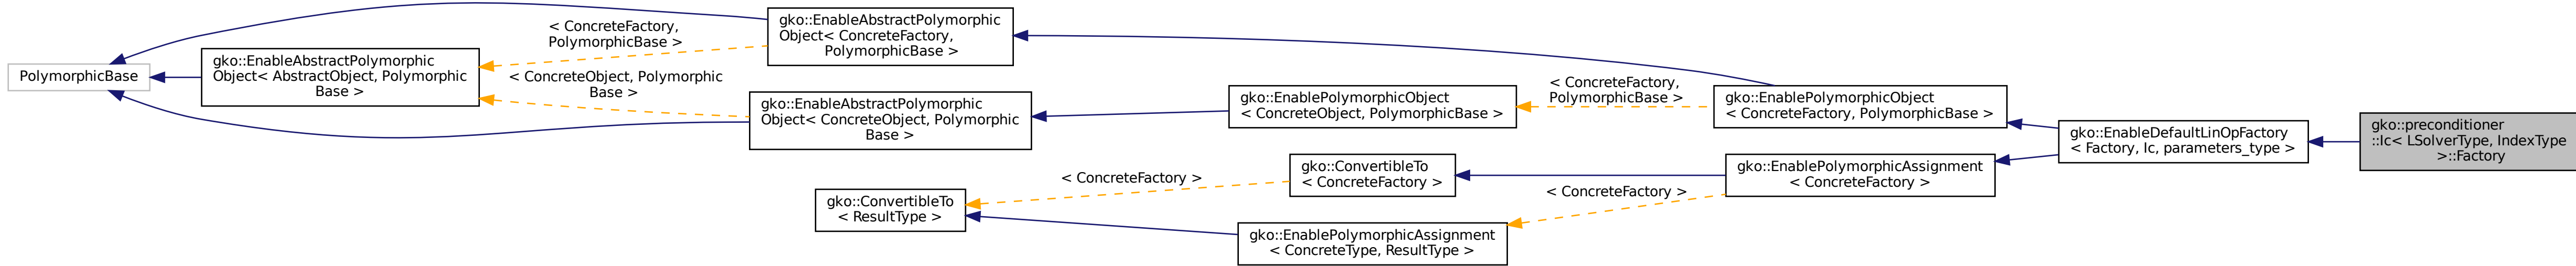 PolymorphicBase
gko::EnableAbstractPolymorphic
Object< AbstractObject, Polymorphic
Base >
< ConcreteFactory,
PolymorphicBase >
< ConcreteObject, Polymorphic
Base >
gko::EnableAbstractPolymorphic
Object< ConcreteFactory,
PolymorphicBase >
gko::EnableAbstractPolymorphic
Object< ConcreteObject, Polymorphic
Base >
gko::ConvertibleTo
< ResultType >
< ConcreteFactory >
gko::EnablePolymorphicObject
< ConcreteObject, PolymorphicBase >
gko::ConvertibleTo
< ConcreteFactory >
gko::EnablePolymorphicAssignment
< ConcreteType, ResultType >
< ConcreteFactory,
PolymorphicBase >
< ConcreteFactory >
gko::EnablePolymorphicObject
< ConcreteFactory, PolymorphicBase >
gko::EnablePolymorphicAssignment
< ConcreteFactory >
gko::EnableDefaultLinOpFactory
< Factory, Ic, parameters_type >
gko::preconditioner
::Ic< LSolverType, IndexType
>::Factory